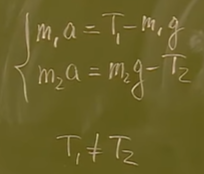 m₁a = T₁ - m₁g
m₂a = m₂g - T₂
T₁ ≠ T₂